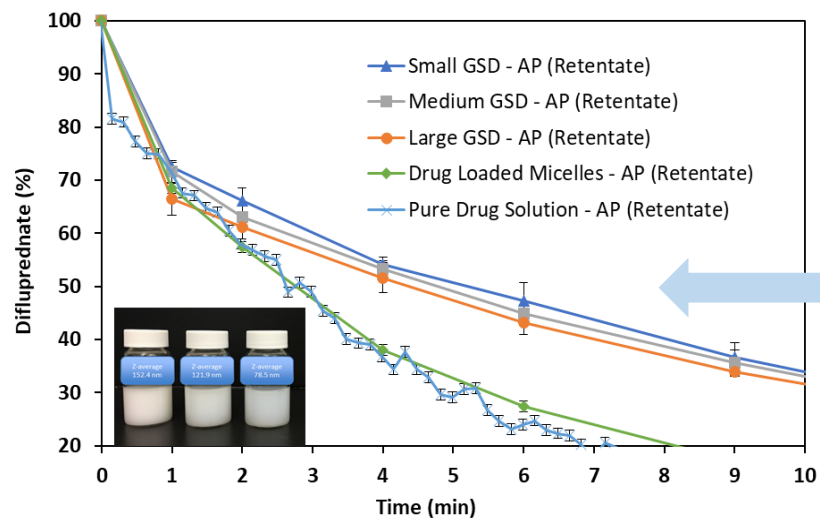 100
90
80
70
60
50
40
30
20
Difluprednate (%)
Small GSD - AP (Retentate)
Medium GSD - AP (Retentate)
Large GSD - AP (Retentate)
Drug Loaded Micelles - AP (Retentate)
Pure Drug Solution - AP (Retentate)
Z-average
152.4 nm
Z-average
121.9 nm
Z-average
78.5 nm
0 1 2 3 4 5 6 7 8 9 10
Time (min)